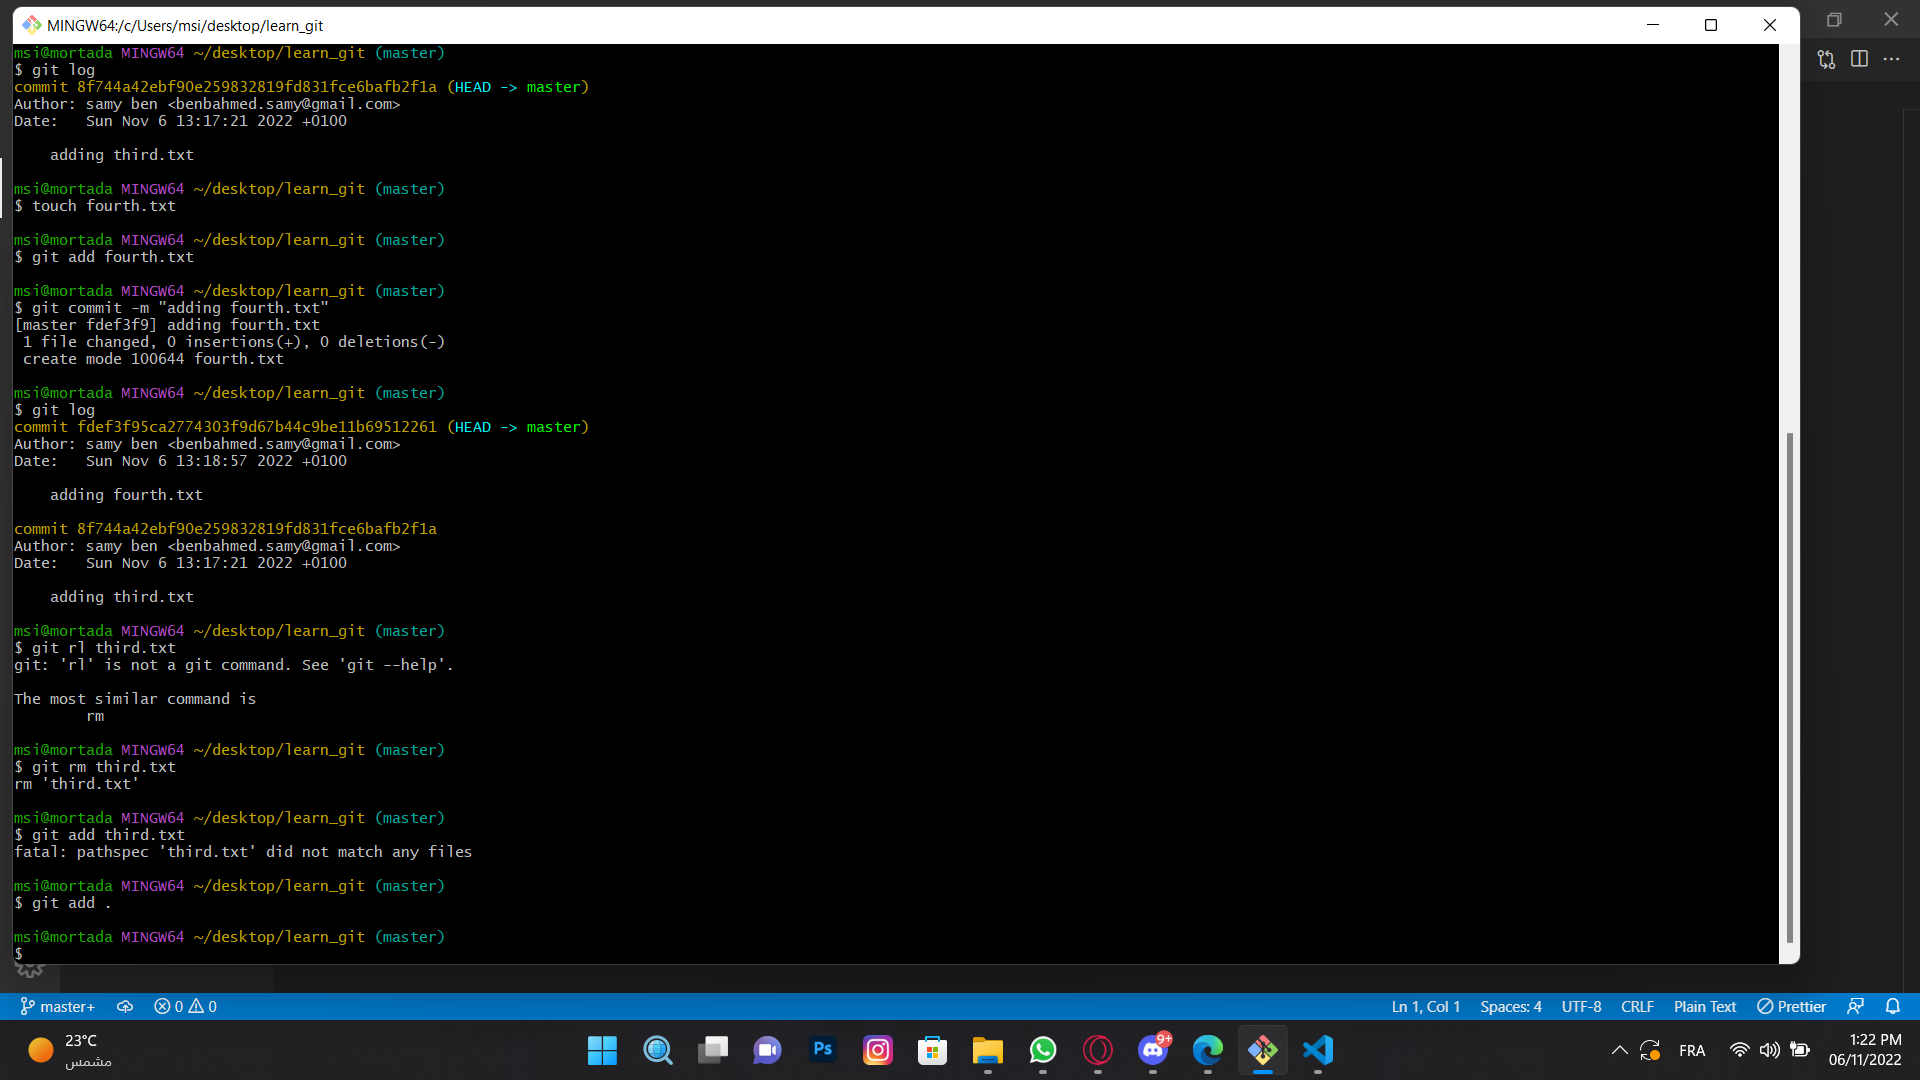 MINGW64:/c/Users/msi/desktop/learn_git
msi@mortada MINGW64 ~/desktop/learn_git (master)
$ git log
commit 8f744a42ebf90e259832819fd831fce6bafb2f1a (HEAD -> master)
Author: samy ben <benbahmed.samy@gmail.com>
Date:   Sun Nov 6 13:17:21 2022 +0100
    adding third.txt
msi@mortada MINGW64 ~/desktop/learn_git (master)
$ touch fourth.txt
msi@mortada MINGW64 ~/desktop/learn_git (master)
$ git add fourth.txt
msi@mortada MINGW64 ~/desktop/learn_git (master)
$ git commit -m "adding fourth.txt"
[master fdef3f9] adding fourth.txt
 1 file changed, 0 insertions(+), 0 deletions(-)
 create mode 100644 fourth.txt
msi@mortada MINGW64 ~/desktop/learn_git (master)
$ git log
commit fdef3f95ca2774303f9d67b44c9be11b69512261 (HEAD -> master)
Author: samy ben <benbahmed.samy@gmail.com>
Date:   Sun Nov 6 13:18:57 2022 +0100
    adding fourth.txt
commit 8f744a42ebf90e259832819fd831fce6bafb2f1a
Author: samy ben <benbahmed.samy@gmail.com>
Date:   Sun Nov 6 13:17:21 2022 +0100
    adding third.txt
msi@mortada MINGW64 ~/desktop/learn_git (master)
$ git rl third.txt
git: 'rl' is not a git command. See 'git --help'.
The most similar command is
        rm
msi@mortada MINGW64 ~/desktop/learn_git (master)
$ git rm third.txt
rm 'third.txt'
msi@mortada MINGW64 ~/desktop/learn_git (master)
$ git add third.txt
fatal: pathspec 'third.txt' did not match any files
msi@mortada MINGW64 ~/desktop/learn_git (master)
$ git add .
msi@mortada MINGW64 ~/desktop/learn_git (master)
$
master+ 0 0 Ln 1, Col 1 Spaces: 4 UTF-8 CRLF Plain Text Prettier
23°C
مشمس
Ps
9+
FRA
1:22 PM
06/11/2022